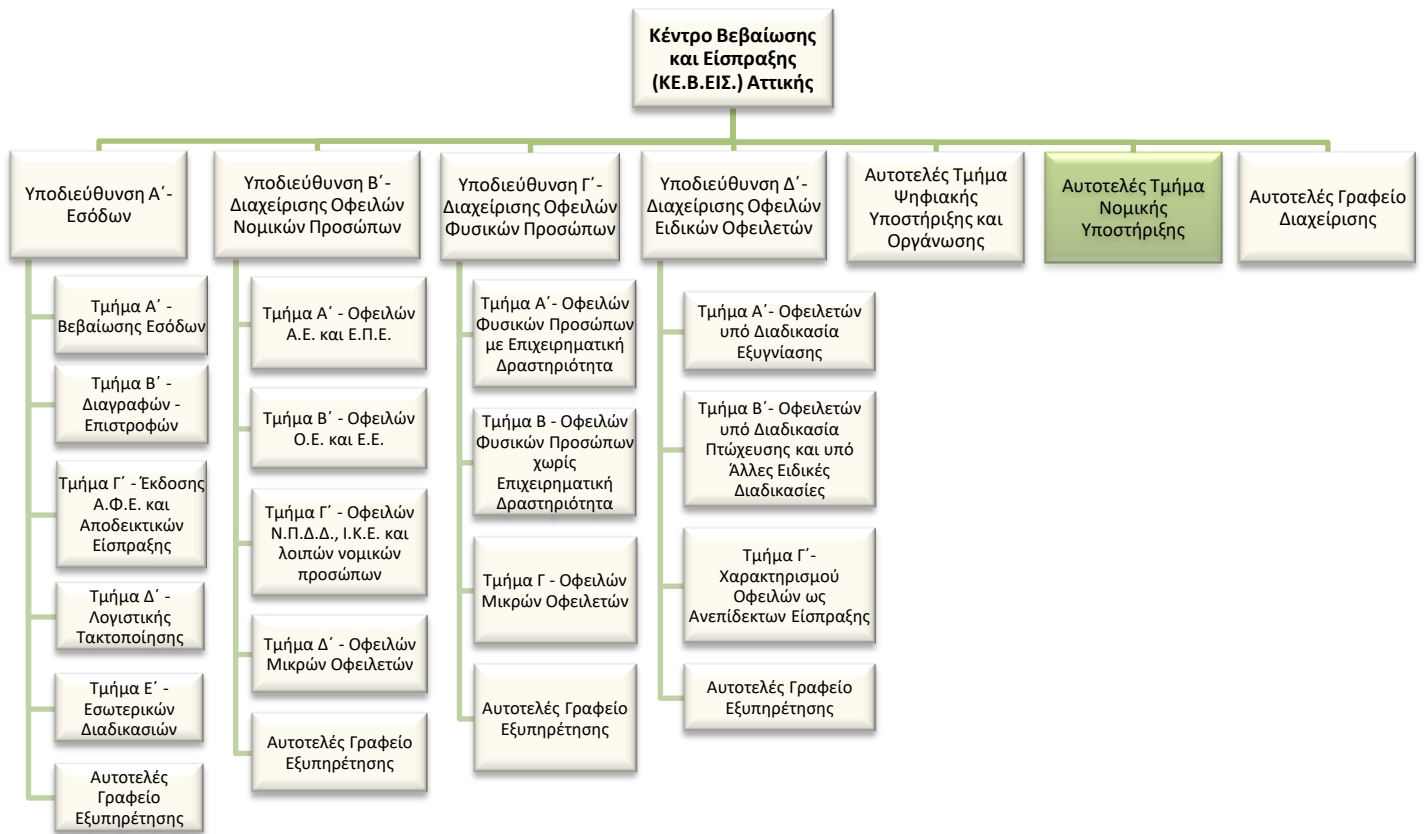 Κέντρο Βεβαίωσης
και Είσπραξης
(ΚΕ.Β.ΕΙΣ.) Αττικής
Υποδιεύθυνση Α΄-
Εσόδων
Τμήμα Α΄ -
Βεβαίωσης Εσόδων
Τμήμα Β΄ -
Διαγραφών -
Επιστροφών
Τμήμα Γ΄ - Έκδοσης
Α.Φ.Ε. και
Αποδεικτικών
Είσπραξης
Τμήμα Δ΄ -
Λογιστικής
Τακτοποίησης
Τμήμα Ε΄ -
Εσωτερικών
Διαδικασιών
Αυτοτελές
Γραφείο
Εξυπηρέτησης
Υποδιεύθυνση Β΄-
Διαχείρισης Οφειλών
Νομικών Προσώπων
Τμήμα Α΄ - Οφειλών
Α.Ε. και Ε.Π.Ε.
Τμήμα Β΄ - Οφειλών
Ο.Ε. και Ε.Ε.
Τμήμα Γ΄ - Οφειλών
Ν.Π.Δ.Δ., Ι.Κ.Ε. και
λοιπών νομικών
προσώπων
Τμήμα Δ΄ - Οφειλών
Μικρών Οφειλετών
Αυτοτελές Γραφείο
Εξυπηρέτησης
Υποδιεύθυνση Γ΄-
Διαχείρισης Οφειλών
Φυσικών Προσώπων
Τμήμα Α΄- Οφειλών
Φυσικών Προσώπων
με Επιχειρηματική
Δραστηριότητα
Τμήμα Β - Οφειλών
Φυσικών Προσώπων
χωρίς
Επιχειρηματική
Δραστηριότητα
Τμήμα Γ - Οφειλών
Μικρών Οφειλετών
Αυτοτελές Γραφείο
Εξυπηρέτησης
Υποδιεύθυνση Δ΄-
Διαχείρισης Οφειλών
Ειδικών Οφειλετών
Τμήμα Α΄- Οφειλετών
υπό Διαδικασία
Εξυγνίασης
Τμήμα Β΄- Οφειλετών
υπό Διαδικασία
Πτώχευσης και υπό
Άλλες Ειδικές
Διαδικασίες
Τμήμα Γ΄-
Χαρακτηρισμού
Οφειλών ως
Ανεπίδεκτων Είσπραξης
Αυτοτελές Γραφείο
Εξυπηρέτησης
Αυτοτελές Τμήμα
Ψηφιακής
Υποστήριξης και
Οργάνωσης
Αυτοτελές Τμήμα
Νομικής
Υποστήριξης
Αυτοτελές Γραφείο
Διαχείρισης